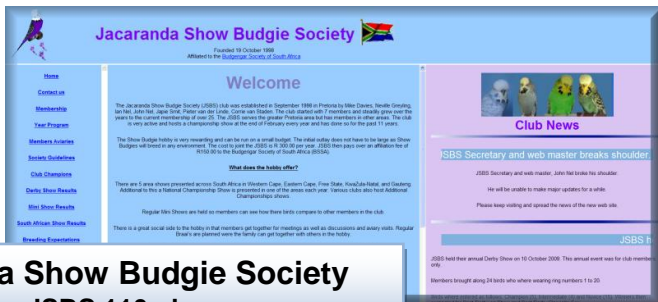 Jacaranda Show Budgie Society
Founded 19 October 1998
Affiliated to the Budgerigar Society of South Africa
Home
Contact us
Membership
Year Program
Members Aviaries
Society Guidelines
Club Champions
Derby Show Results
Mini Show Results
South African Show Results
Breeding Expectations
Welcome
The Jacaranda Show Budgie Society (JSBS) club was established in September 1998 in Pretoria by Mike Davies, Neville Greyling,
Ian Nel, John Nel, Japie Smit, Pieter van der Linde, Corrie van Staden. The club started with 7 members and steadily grew over the
years to the current membership of over 25. The JSBS serves the greater Pretoria area but has members in other areas. The club
is very active and hosts a championship show at the end of February every year and has done so for the past 11 years.
The Show Budgie hobby is very rewarding and can be run on a small budget. The initial outlay does not have to be large as Show
Budgies will breed in any environment. The cost to joint the JSBS is R 300.00 per year. JSBS then pays over an affiliation fee of
R150.00 to the Budgerigar Society of South Africa (BSSA).
What does the hobby offer?
There are 5 area shows presented across South Africa in Western Cape, Eastern Cape, Free State, KwaZulu-Natal, and Gauteng.
Additional to this a National Championship Show is presented in one of the areas each year. Various clubs also host Additional
Championships shows.
Regular Mini Shows are held so members can see how there birds compare to other members in the club.
There is a great social side to the hobby in that members get together for meetings as well as discussions and aviary visits. Regular
Braai's are planned were the family can get together with others in the hobby.
Club News
JSBS Secretary and web master breaks shoulder.
JSBS Secretary and web master, John Nel broke his shoulder.
He will be unable to make major updates for a while.
Please keep visiting and spread the news of the new web site.
JSBS h
JSBS held their annual Derby Show on 10 October 2009. This annual event was for club members
only.
Members brought along 24 birds who where wearing ring numbers 1 to 20.
a Show Budgie Society